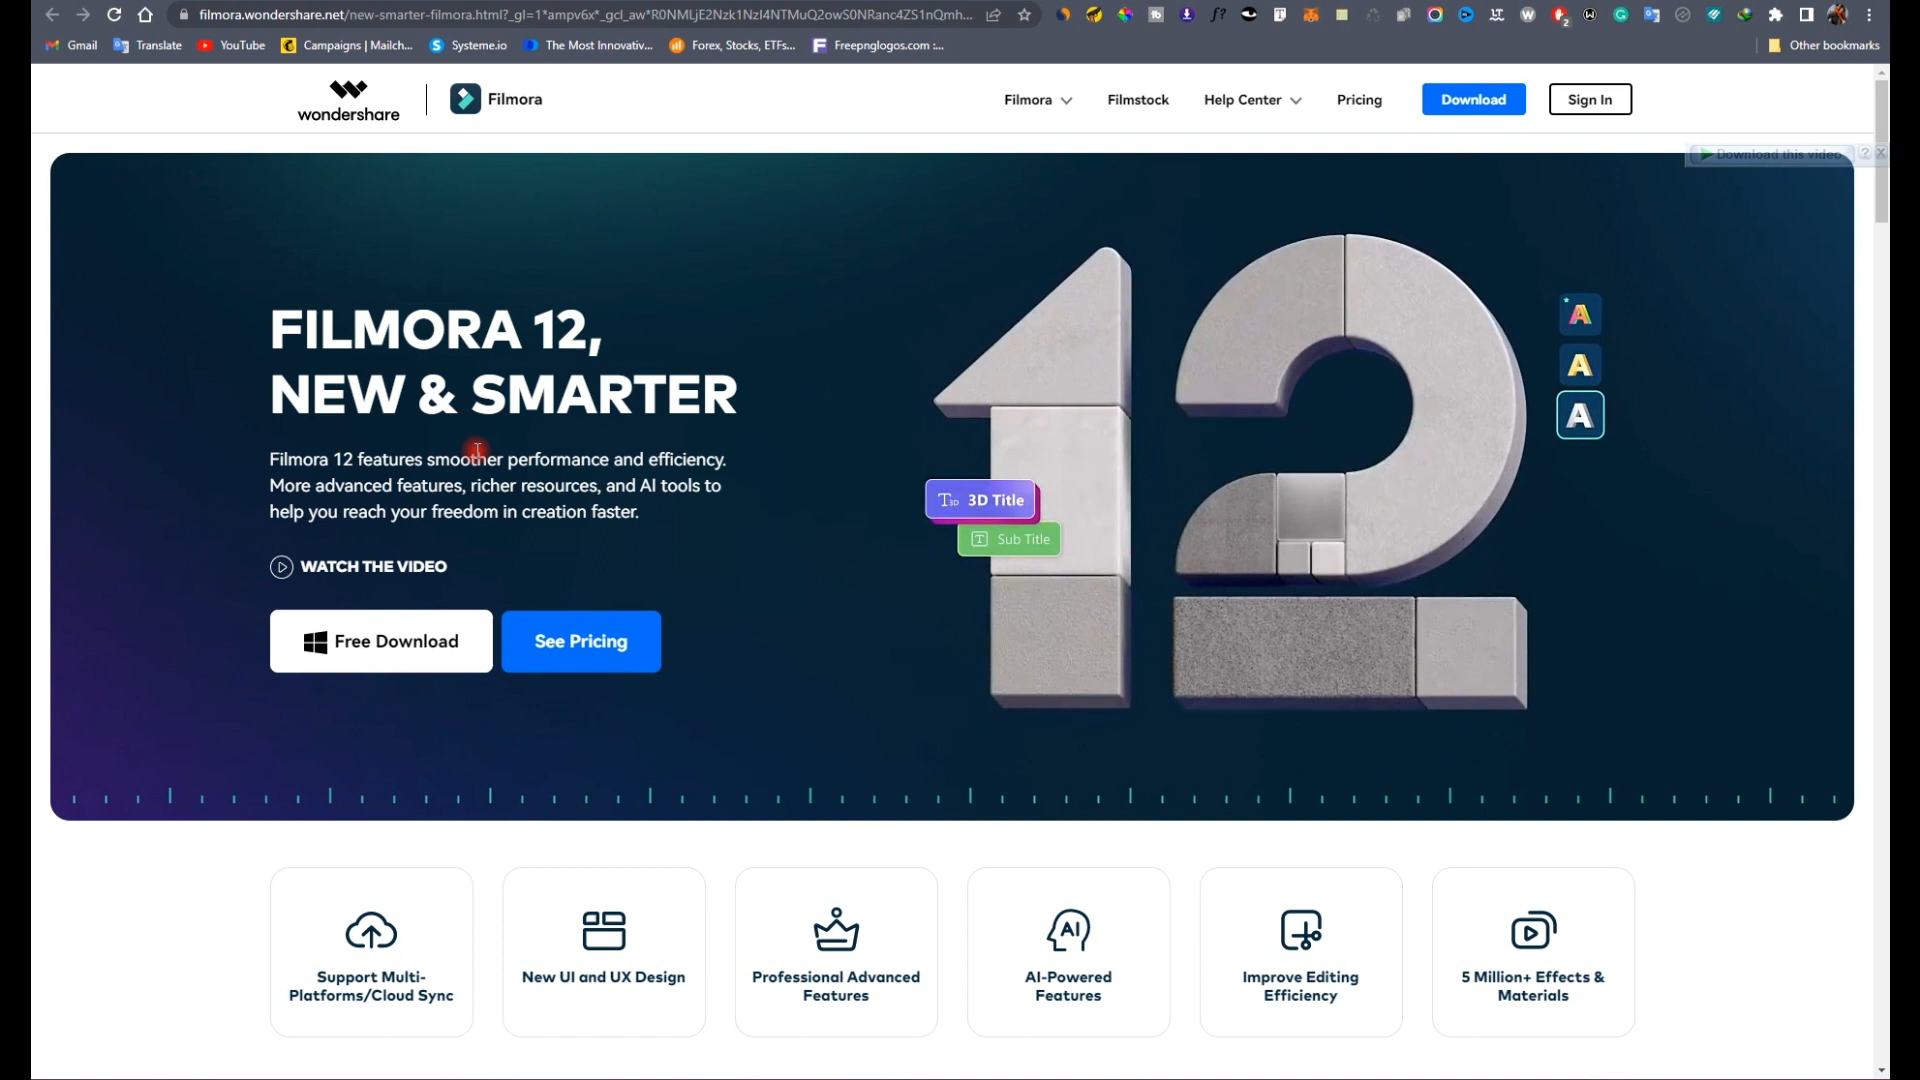 filmora.wondershare.net/new-smarter-filmora.html?_gl=1*ampv6x*_gcl_aw*R0NMLjE2Nzk1NzI4NTMuQ2owS0NRanc4ZS1nQmh...
Gmail Translate YouTube Campaigns | Mailch... Systeme.io The Most Innovativ... Forex, Stocks, ETFs... Freepnglogos.com :... Other bookmarks
wondershare Filmora Filmora Filmstock Help Center Pricing Download Sign In
Download this video
FILMORA 12,
NEW & SMARTER
Filmora 12 features smoother performance and efficiency.
More advanced features, richer resources, and AI tools to
help you reach your freedom in creation faster.
WATCH THE VIDEO
Free Download See Pricing
12
A
A
A
T3D 3D Title
T Sub Title
Support Multi-
Platforms/Cloud Sync
New UI and UX Design
Professional Advanced
Features
AI
AI-Powered
Features
Improve Editing
Efficiency
5 Million+ Effects &
Materials